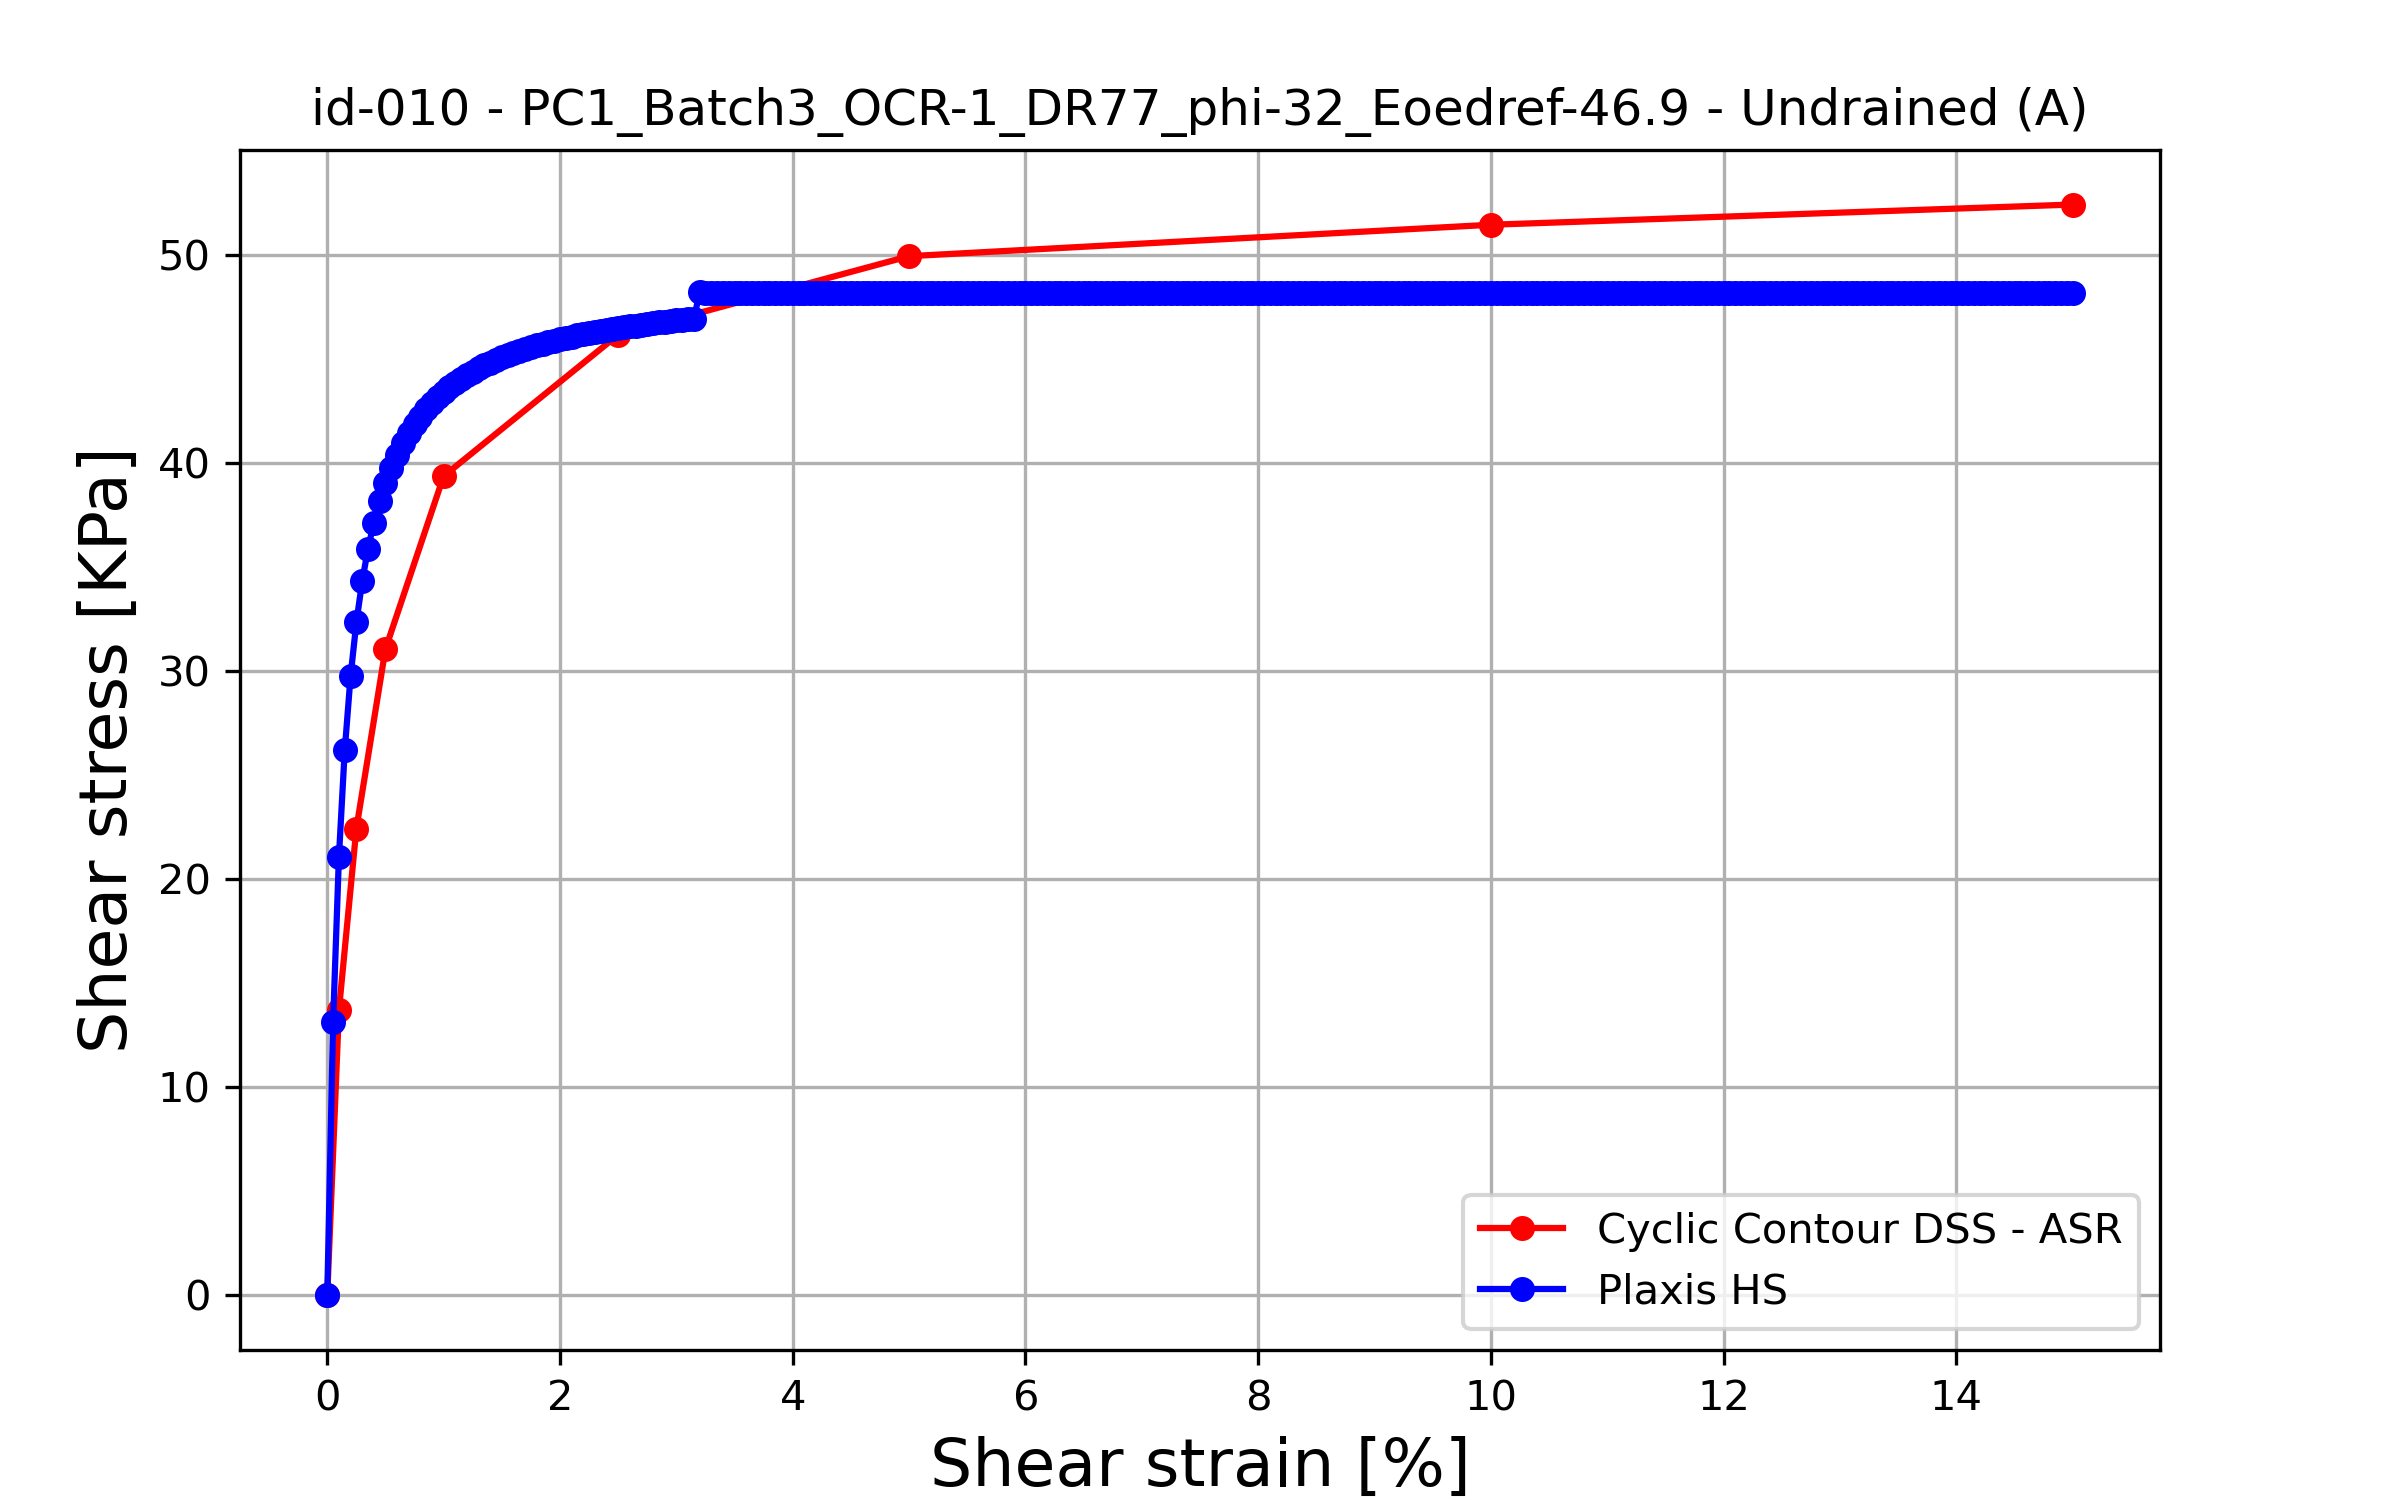 id-010 - PC1_Batch3_OCR-1_DR77_phi-32_Eoedref-46.9 - Undrained (A)
Shear stress [KPa]
50
40
30
20
10
0
Cyclic Contour DSS - ASR
Plaxis HS
0 2 4 6 8 10 12 14
Shear strain [%]